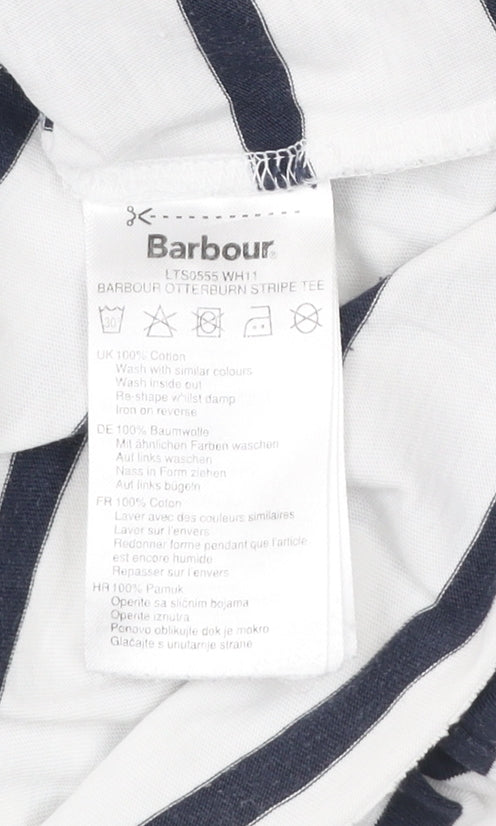 Barbour
LTS0555 WH11
BARBOUR OTTERBURN STRIPE TEE
30
UK 100% Cotton
Wash with similar colours
Wash inside out
Re-shape whilst damp
Iron on reverse
DE 100% Baumwolle
Mit ähnlichen Farben waschen
Auf links waschen
Nass in Form ziehen
Auf links bügeln
FR 100% Coton
Laver avec des couleurs similaires
Laver sur l'envers
Redonner forme pendant que l'article
est encore humide
Repasser sur l'envers
HR 100% Pamuk
Operite sa sličnim bojama
Operite iznutra
Ponovo oblikujte dok je mokro
Glačajte s unutarnje strane